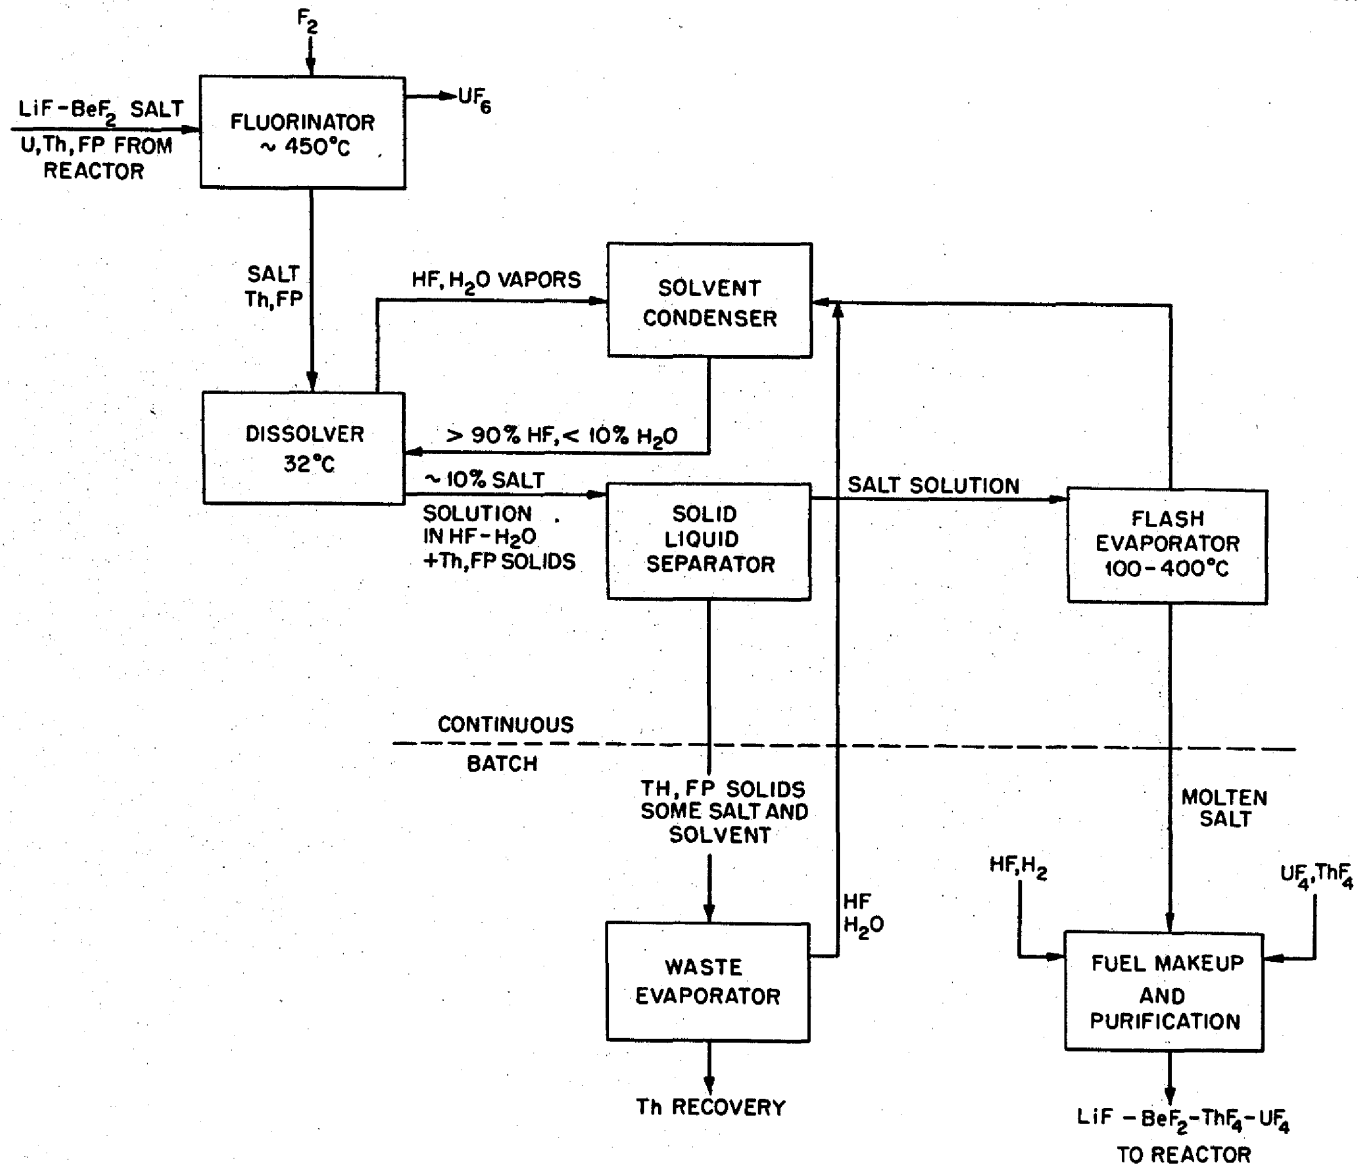 F₂
LiF-BeF₂ SALT
U,Th,FP FROM
REACTOR
FLUORINATOR
~ 450°C
UF₆
SALT
Th,FP
HF,H₂O VAPORS
SOLVENT
CONDENSER
DISSOLVER
32°C
> 90% HF,< 10% H₂O
~10% SALT
SOLUTION
IN HF-H₂O
+Th,FP SOLIDS
SOLID
LIQUID
SEPARATOR
SALT SOLUTION
FLASH
EVAPORATOR
100-400°C
CONTINUOUS
BATCH
TH, FP SOLIDS
SOME SALT AND
SOLVENT
MOLTEN
SALT
HF,H₂
UF₄,ThF₄
HF
H₂O
WASTE
EVAPORATOR
FUEL MAKEUP
AND
PURIFICATION
Th RECOVERY
LiF -BeF₂-ThF₄-UF₄
TO REACTOR